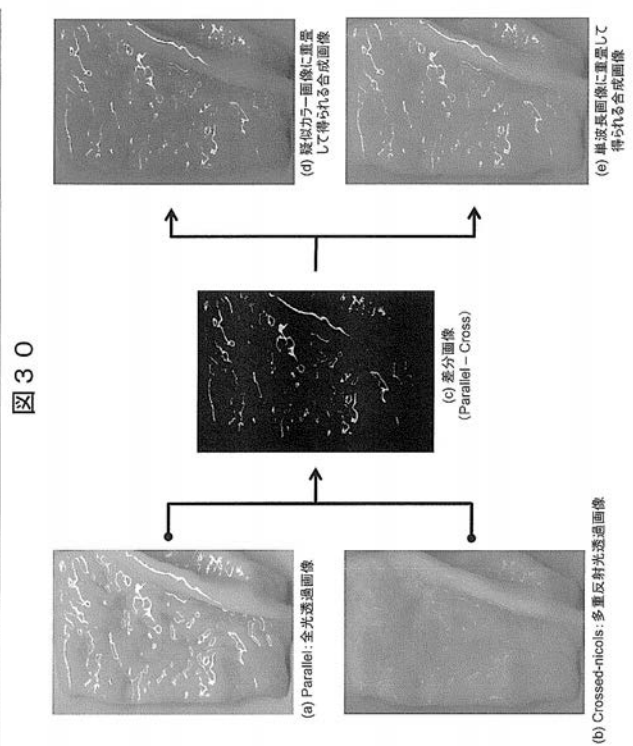 図３０
(a) Parallel: 全光透過画像
(b) Crossed-nicols: 多重反射光透過画像
(c) 差分画像
(Parallel – Cross)
(d) 疑似カラー画像に重畳
して得られる合成画像
(e) 単波長画像に重畳して
得られる合成画像